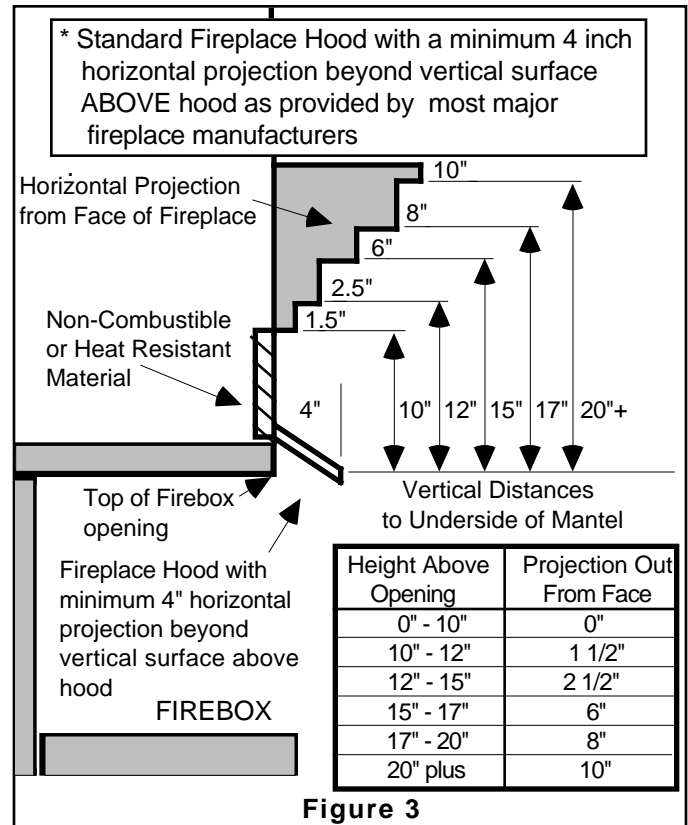 * Standard Fireplace Hood with a minimum 4 inch
horizontal projection beyond vertical surface
ABOVE hood as provided by most major
fireplace manufacturers
Horizontal Projection
from Face of Fireplace
10"
8"
6"
2.5"
1.5"
Non-Combustible
or Heat Resistant
Material
4"
10" 12" 15" 17" 20"+
Top of Firebox
opening
Vertical Distances
to Underside of Mantel
Fireplace Hood with
minimum 4" horizontal
projection beyond
vertical surface above
hood
FIREBOX
Height Above Opening | Projection Out From Face
0" - 10" 0"
10" - 12" 1 1/2"
12" - 15" 2 1/2"
15" - 17" 6"
17" - 20" 8"
20" plus 10"
Figure 3